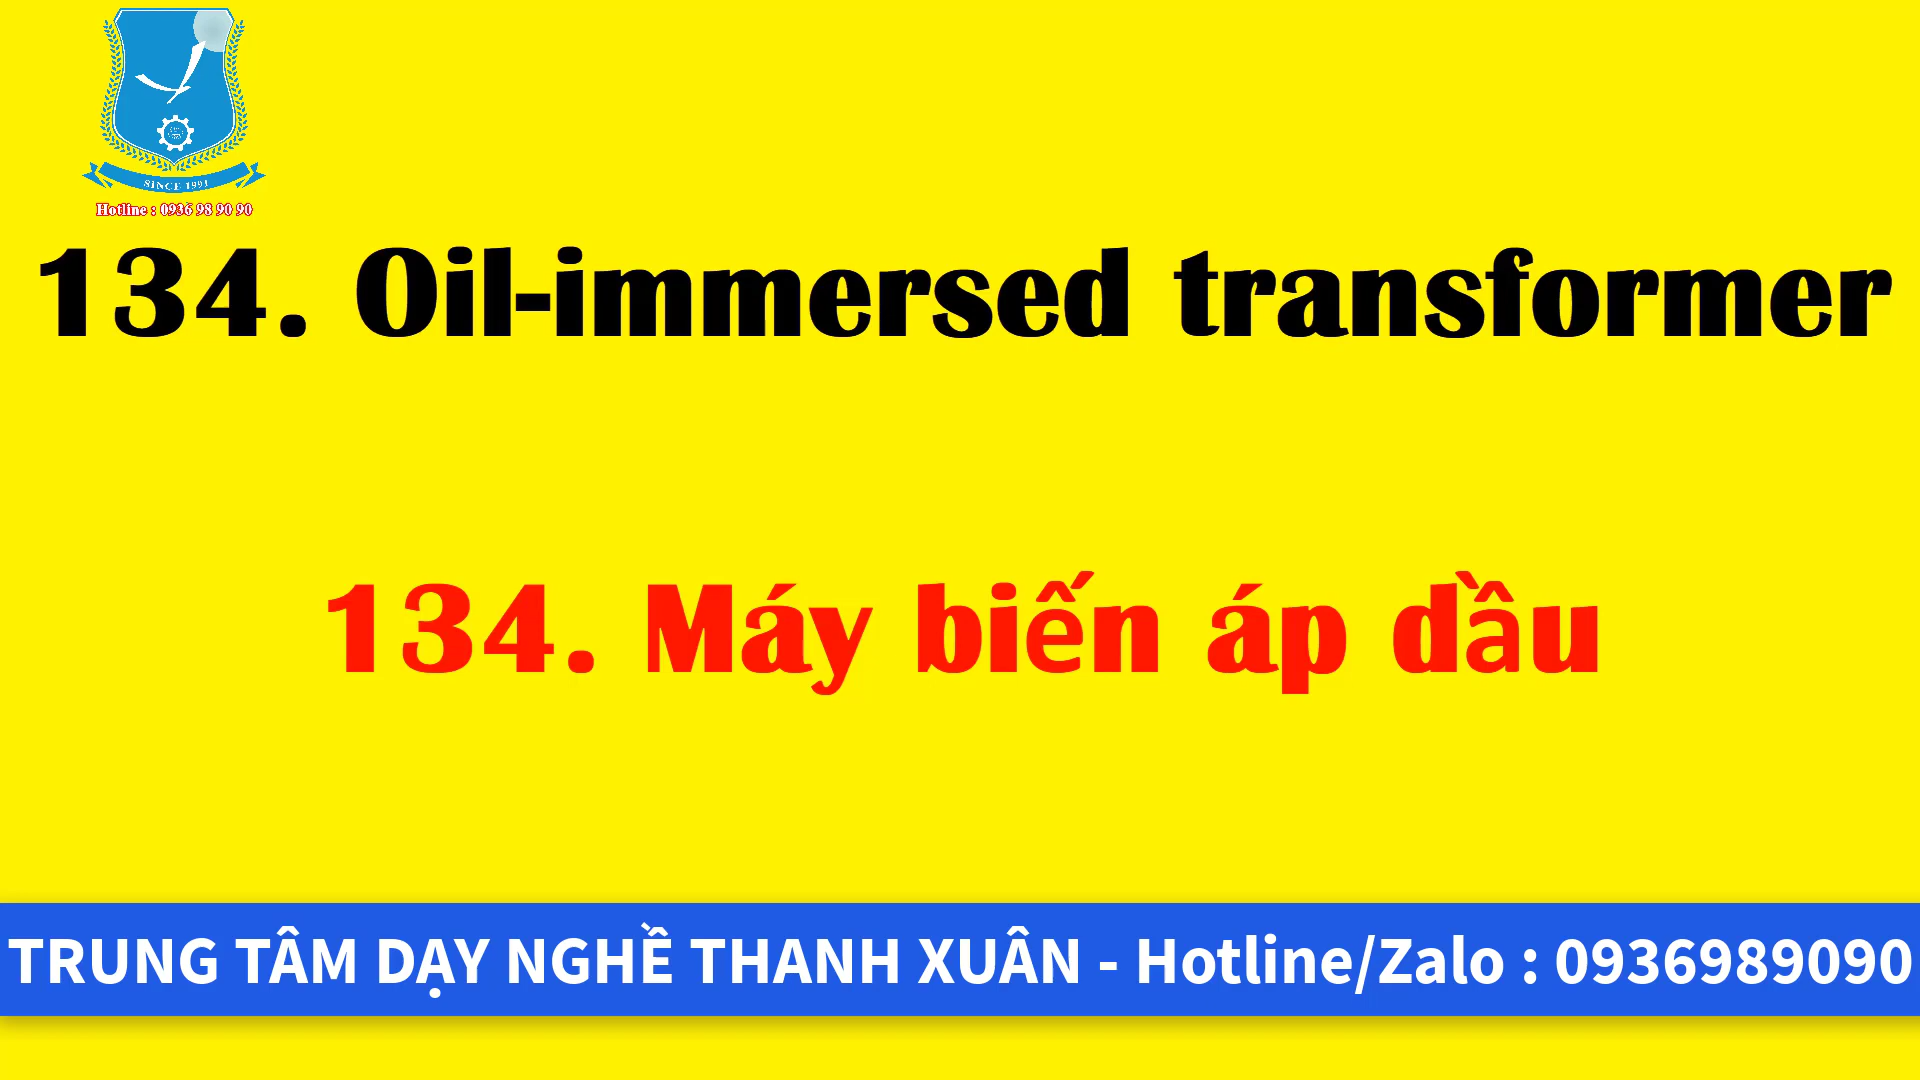 SINCE 1991
Hotline : 0936 98 90 90
134. Oil-immersed transformer
134. Máy biến áp dầu
TRUNG TÂM DẠY NGHỀ THANH XUÂN - Hotline/Zalo : 0936989090